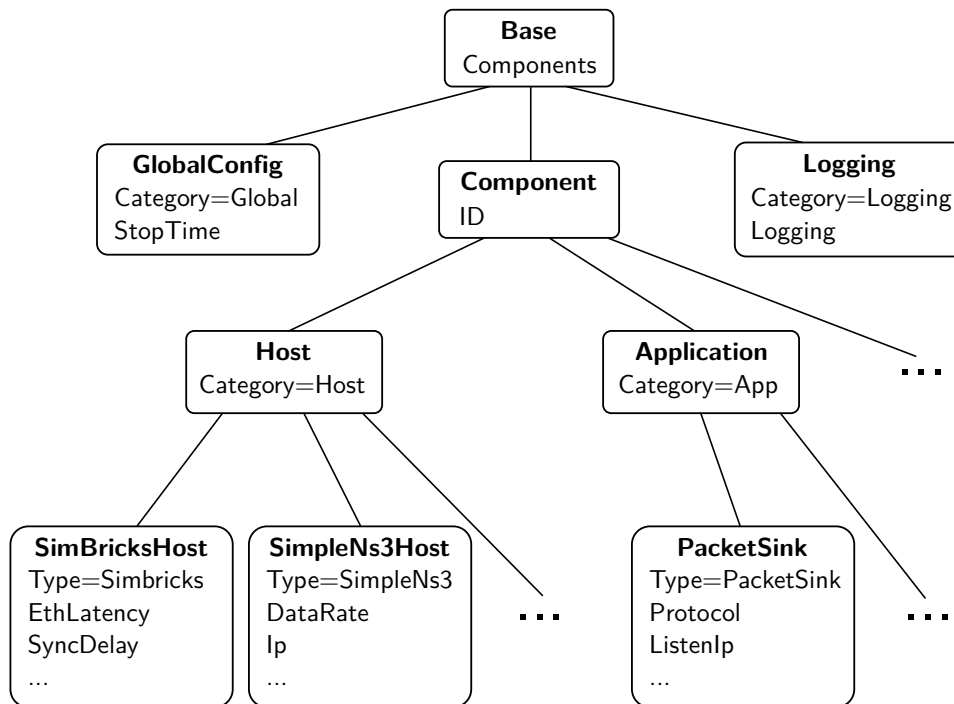 Base
Components
GlobalConfig
Category=Global
StopTime
Component
ID
Logging
Category=Logging
Logging
Host
Category=Host
Application
Category=App
...
SimBricksHost
Type=Simbricks
EthLatency
SyncDelay
...
SimpleNs3Host
Type=SimpleNs3
DataRate
Ip
...
...
PacketSink
Type=PacketSink
Protocol
ListenIp
...
...